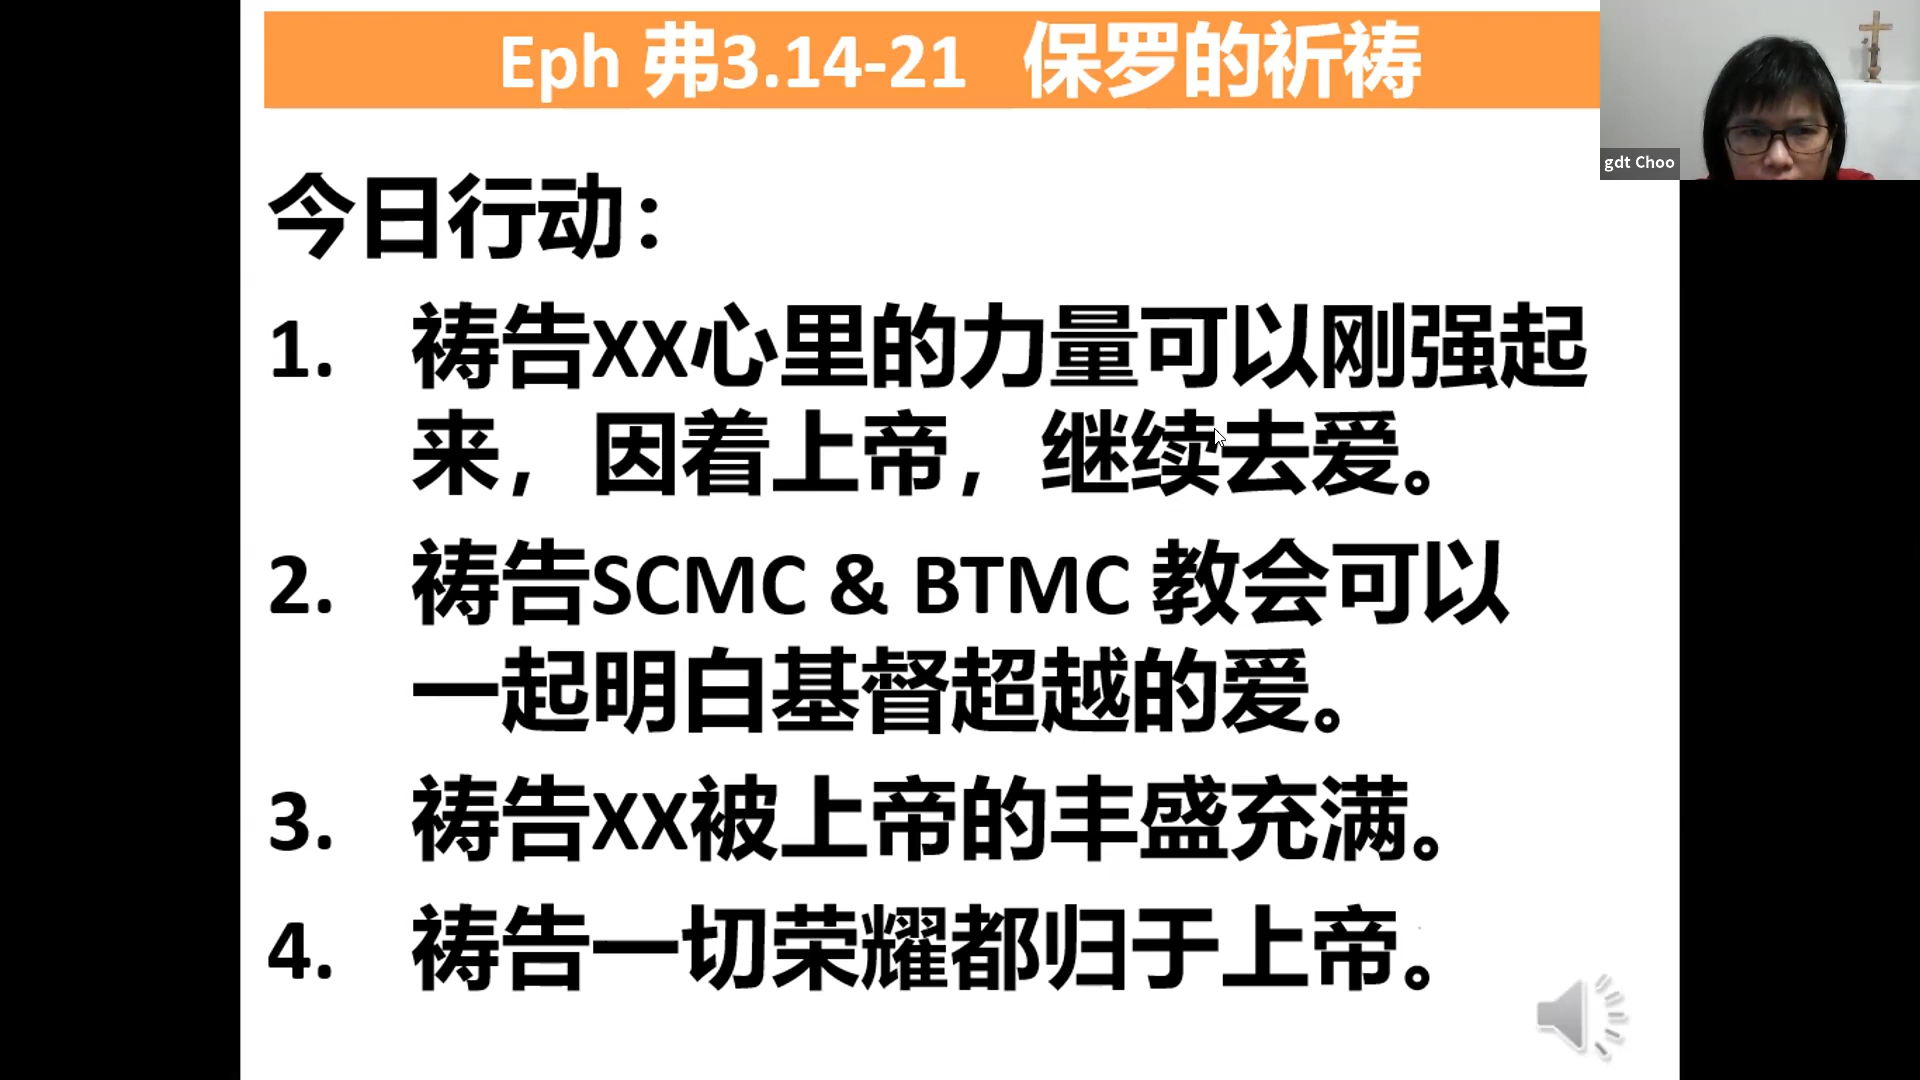 Eph 弗3.14-21 保罗的祈祷
gdt Choo
今日行动：
1. 祷告XX心里的力量可以刚强起
来，因着上帝，继续去爱。
2. 祷告SCMC & BTMC 教会可以
一起明白基督超越的爱。
3. 祷告XX被上帝的丰盛充满。
4. 祷告一切荣耀都归于上帝。